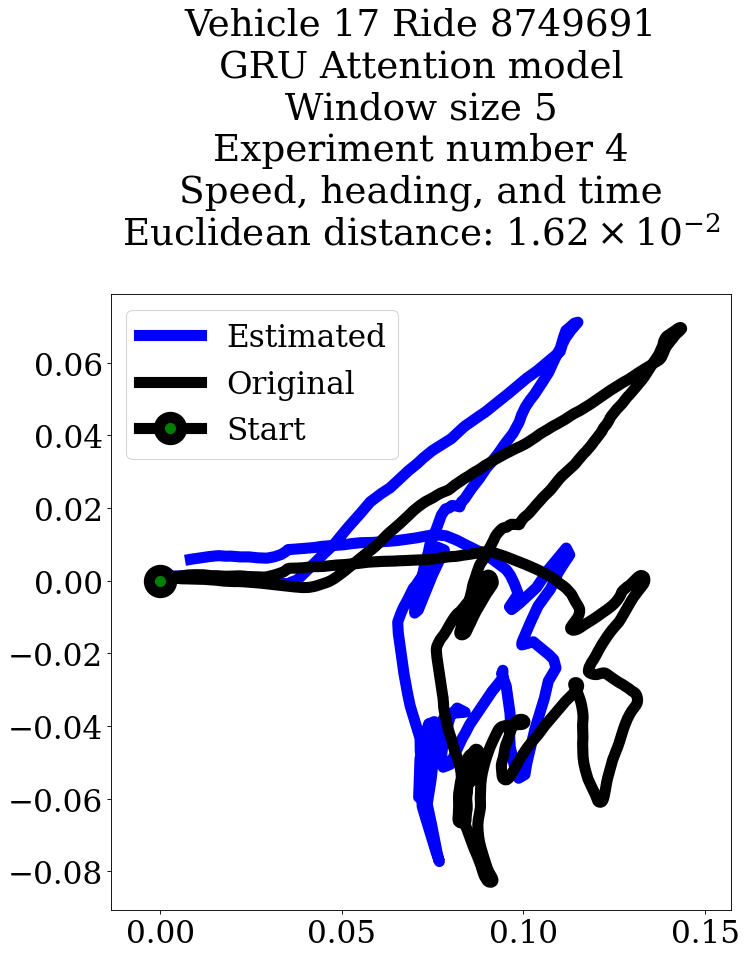 Vehicle 17 Ride 8749691
GRU Attention model
Window size 5
Experiment number 4
Speed, heading, and time
Euclidean distance: 1.62 × 10⁻²
Estimated
Original
Start
0.06
0.04
0.02
0.00
−0.02
−0.04
−0.06
−0.08
0.00 0.05 0.10 0.15